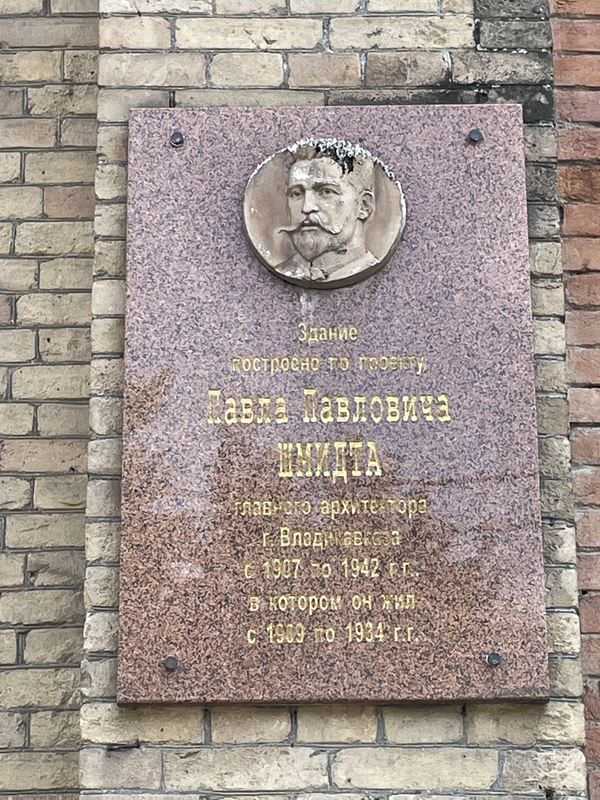 Здание
построено по проекту
Павла Павловича
ШМИДТА
главного архитектора
г. Владикавказа
с 1907 по 1942 г.г.,
в котором он жил
с 1909 по 1934 г.г.